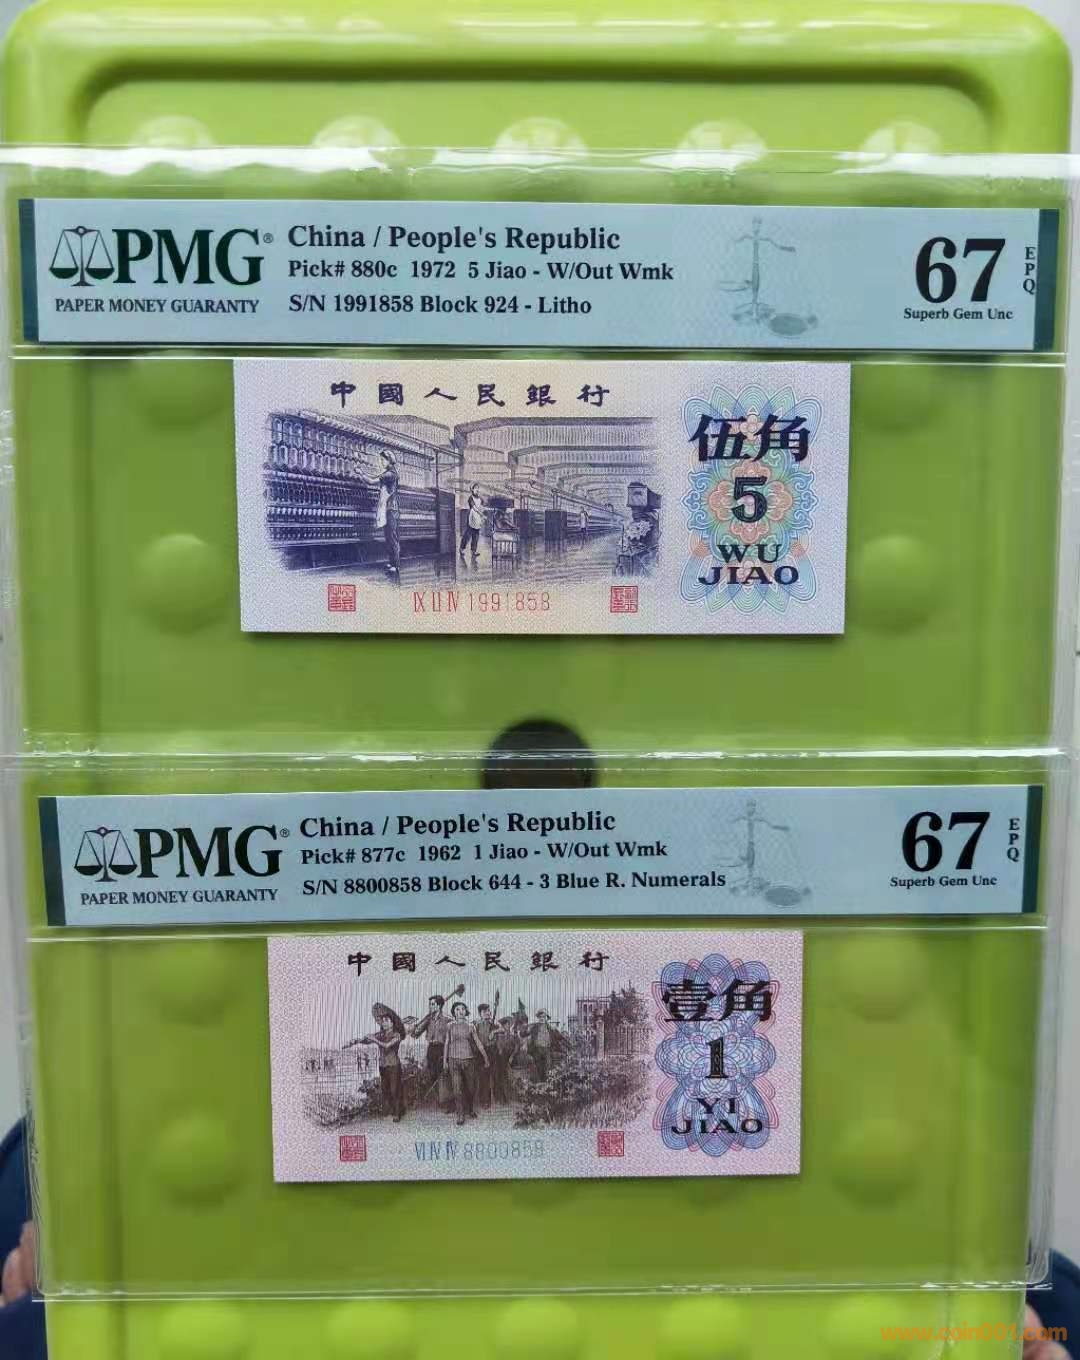 PMG®
PAPER MONEY GUARANTY
China / People's Republic
Pick# 880c 1972 5 Jiao - W/Out Wmk
S/N 1991858 Block 924 - Litho
67
EPQ
Superb Gem Unc
中國人民銀行
伍角
5
WU
JIAO
IX II IV 1991858
PMG®
PAPER MONEY GUARANTY
China / People's Republic
Pick# 877c 1962 1 Jiao - W/Out Wmk
S/N 8800858 Block 644 - 3 Blue R. Numerals
67
EPQ
Superb Gem Unc
中國人民銀行
壹角
1
YI
JIAO
VI IV IV 8800858
www.coin001.com